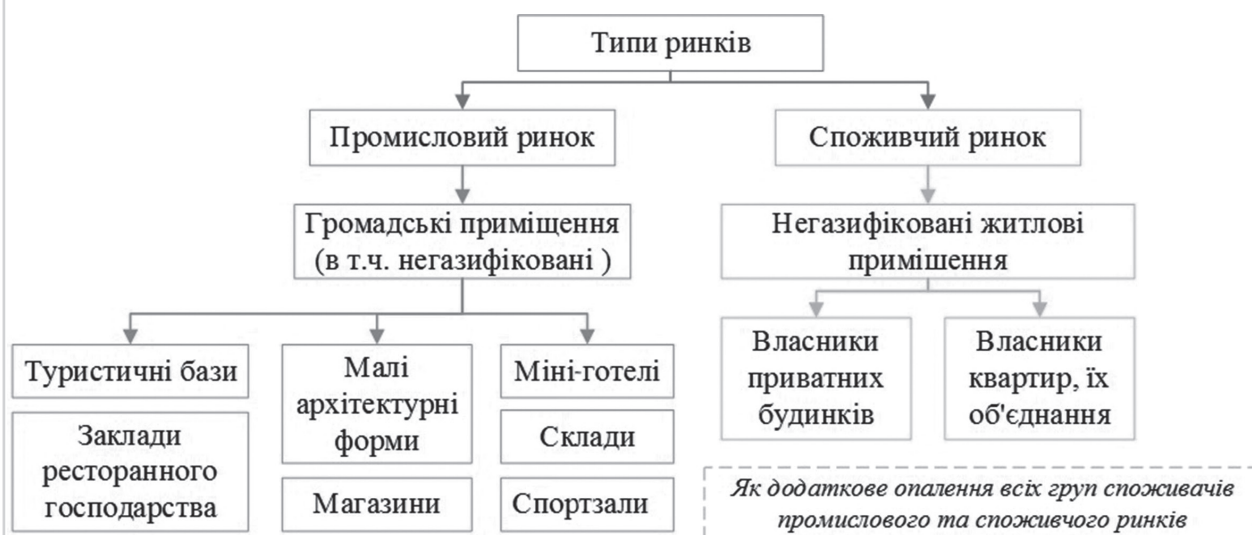 Типи ринків
Промисловий ринок
Споживчий ринок
Громадські приміщення
(в т.ч. негазифіковані )
Негазифіковані житлові
примішення
Туристичні бази
Малі
архітектурні
форми
Міні-готелі
Власники
приватних
будинків
Власники
квартир, їх
об'єднання
Заклади
ресторанного
господарства
Магазини
Склади
Спортзали
Як додаткове опалення всіх груп споживачів
промислового та споживчого ринків